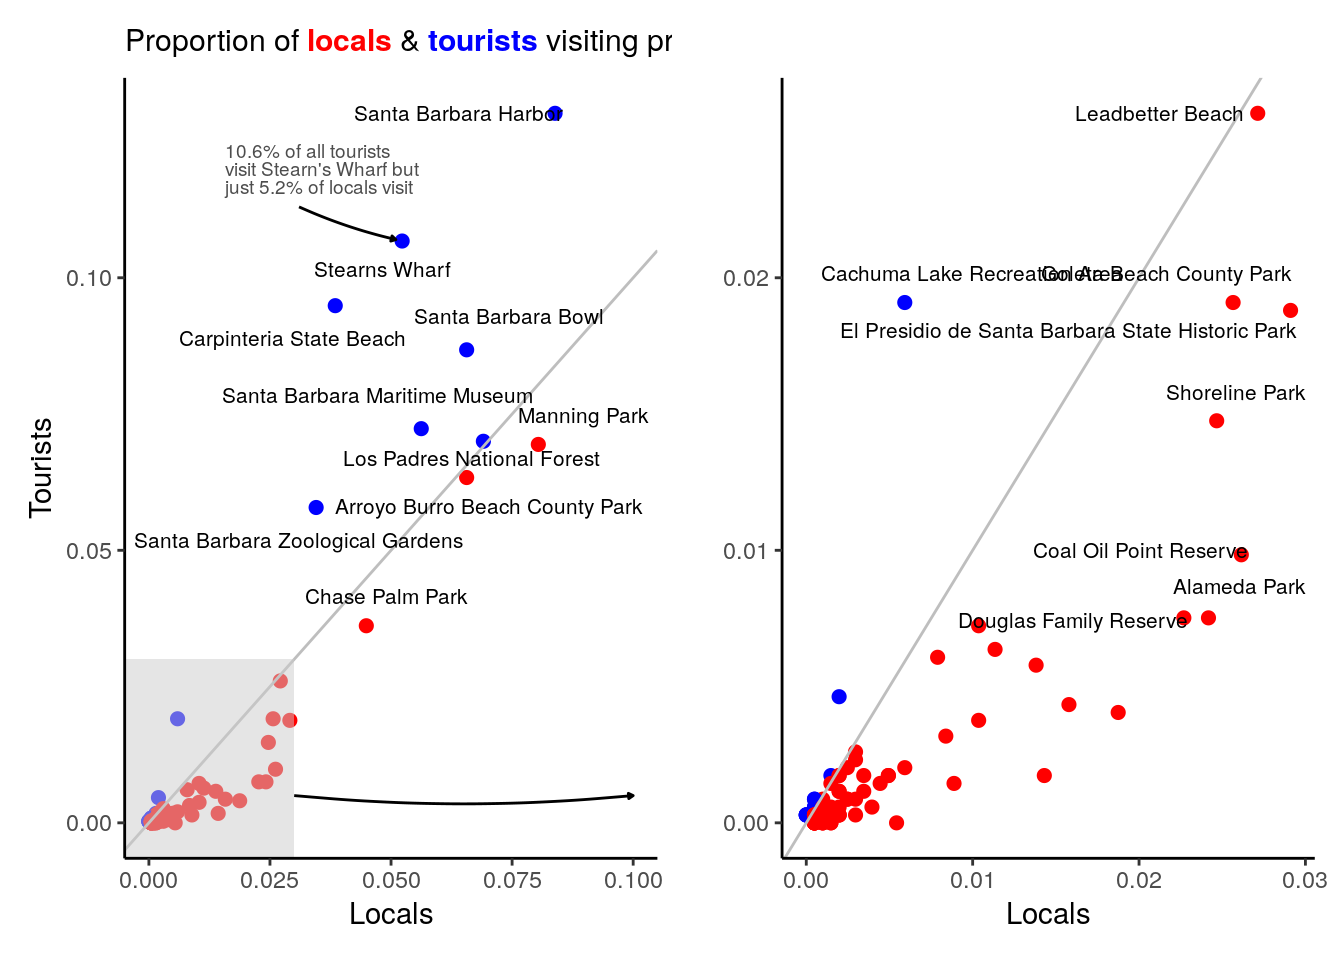 Proportion of locals & tourists visiting pr
Santa Barbara Harbor
10.6% of all tourists
visit Stearn's Wharf but
just 5.2% of locals visit
0.10
Stearns Wharf
Santa Barbara Bowl
Carpinteria State Beach
Santa Barbara Maritime Museum
Manning Park
Los Padres National Forest
Tourists
Arroyo Burro Beach County Park
Santa Barbara Zoological Gardens
0.05
Chase Palm Park
0.00
0.000 0.025 0.050 0.075 0.100
Locals
Leadbetter Beach
Cachuma Lake Recreation Area
Goleta Beach County Park
0.02
El Presidio de Santa Barbara State Historic Park
Shoreline Park
Coal Oil Point Reserve
0.01
Alameda Park
Douglas Family Reserve
0.00
0.00 0.01 0.02 0.03
Locals